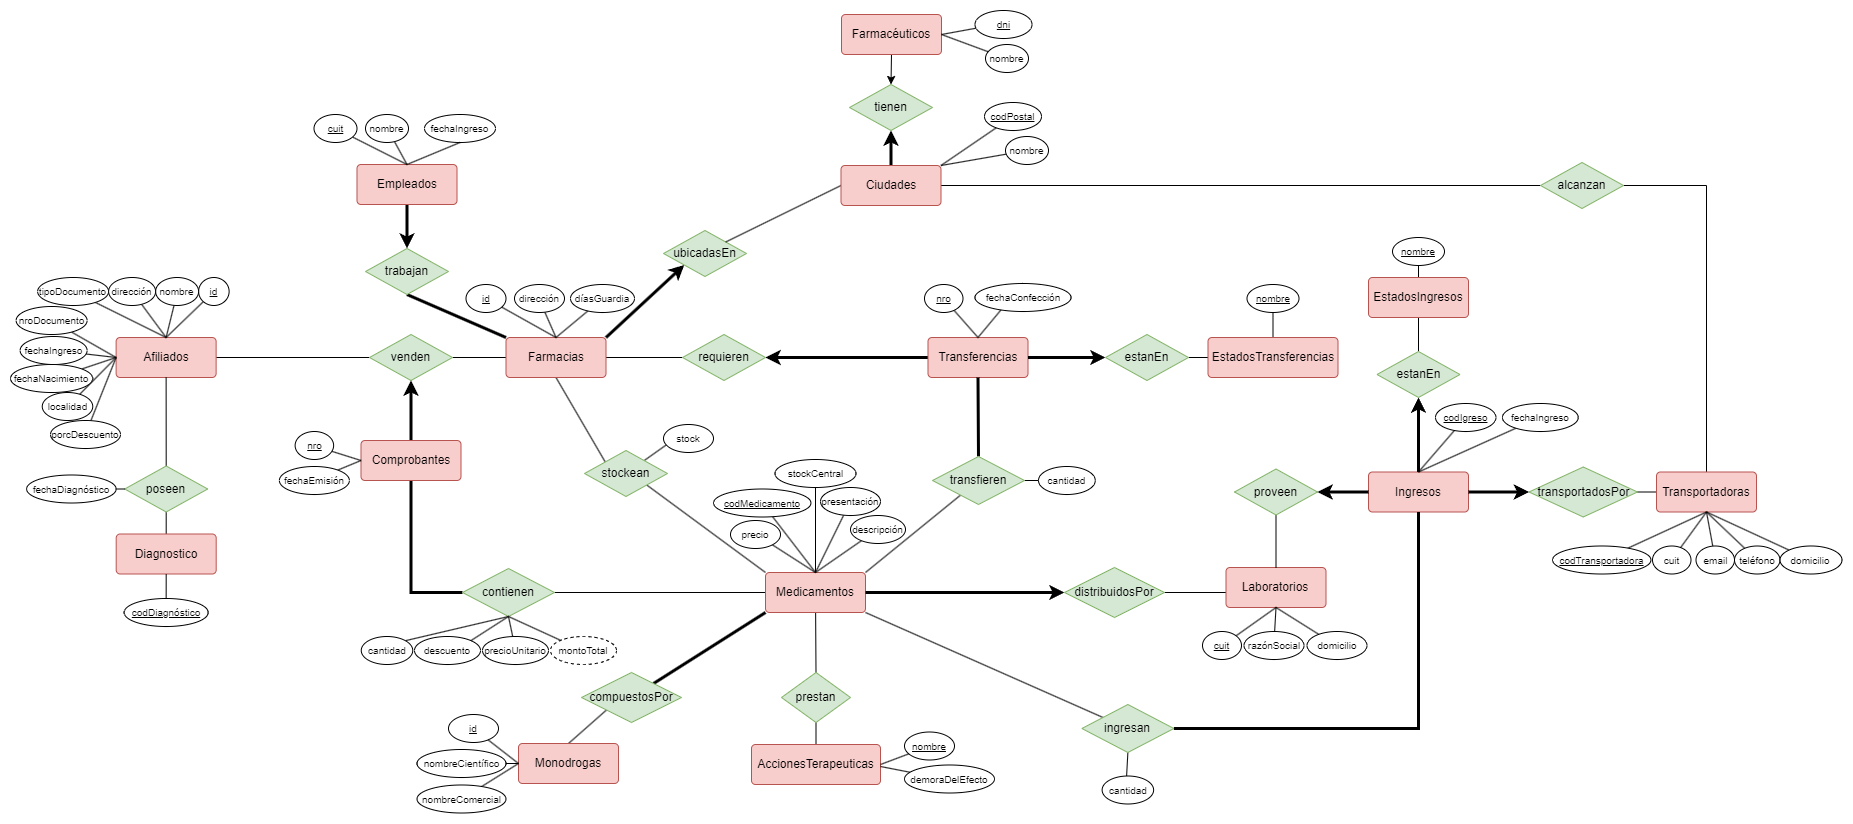 Farmacéuticos
dni
nombre
tienen
codPostal
nombre
Ciudades
alcanzan
cuit
nombre
fechaIngreso
Empleados
trabajan
ubicadasEn
nombre
EstadosIngresos
estanEn
tipoDocumento
dirección
nombre
id
nroDocumento
fechaIngreso
fechaNacimiento
localidad
porcDescuento
Afiliados
venden
id
dirección
díasGuardia
Farmacias
requieren
nro
fechaConfección
Transferencias
estanEn
nombre
EstadosTransferencias
codIgreso
fechaIngreso
nro
fechaEmisión
Comprobantes
stockean
stock
transfieren
cantidad
proveen
Ingresos
transportadosPor
Transportadoras
fechaDiagnóstico
poseen
Diagnostico
codDiagnóstico
stockCentral
codMedicamento
presentación
precio
descripción
codTransportadora
cuit
email
teléfono
domicilio
contienen
Medicamentos
distribuidosPor
Laboratorios
cantidad
descuento
precioUnitario
montoTotal
cuit
razónSocial
domicilio
compuestosPor
prestan
ingresan
id
nombreCientífico
nombreComercial
Monodrogas
AccionesTerapeuticas
nombre
demoraDelEfecto
cantidad